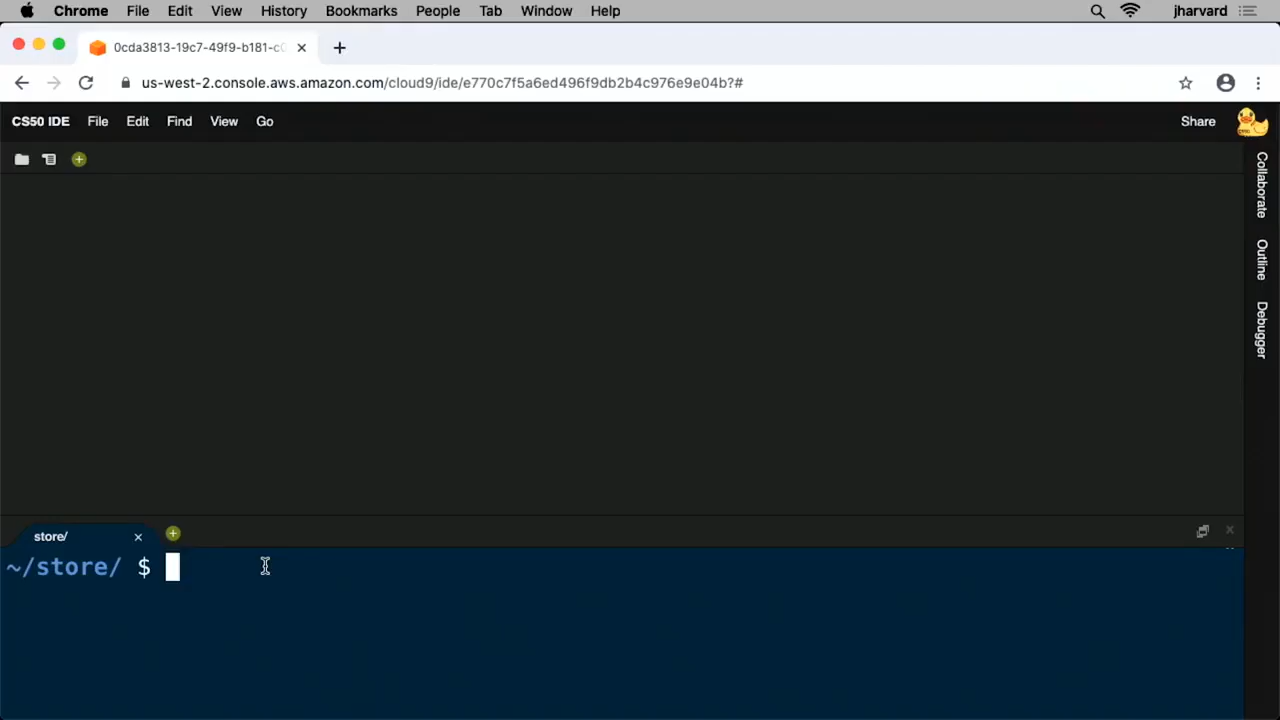 Chrome File Edit View History Bookmarks People Tab Window Help jharvard
0cda3813-19c7-49f9-b181-c
us-west-2.console.aws.amazon.com/cloud9/ide/e770c7f5a6ed496f9db2b4c976e9e04b?#
CS50 IDE File Edit Find View Go Share
Collaborate
Outline
Debugger
store/
~/store/ $